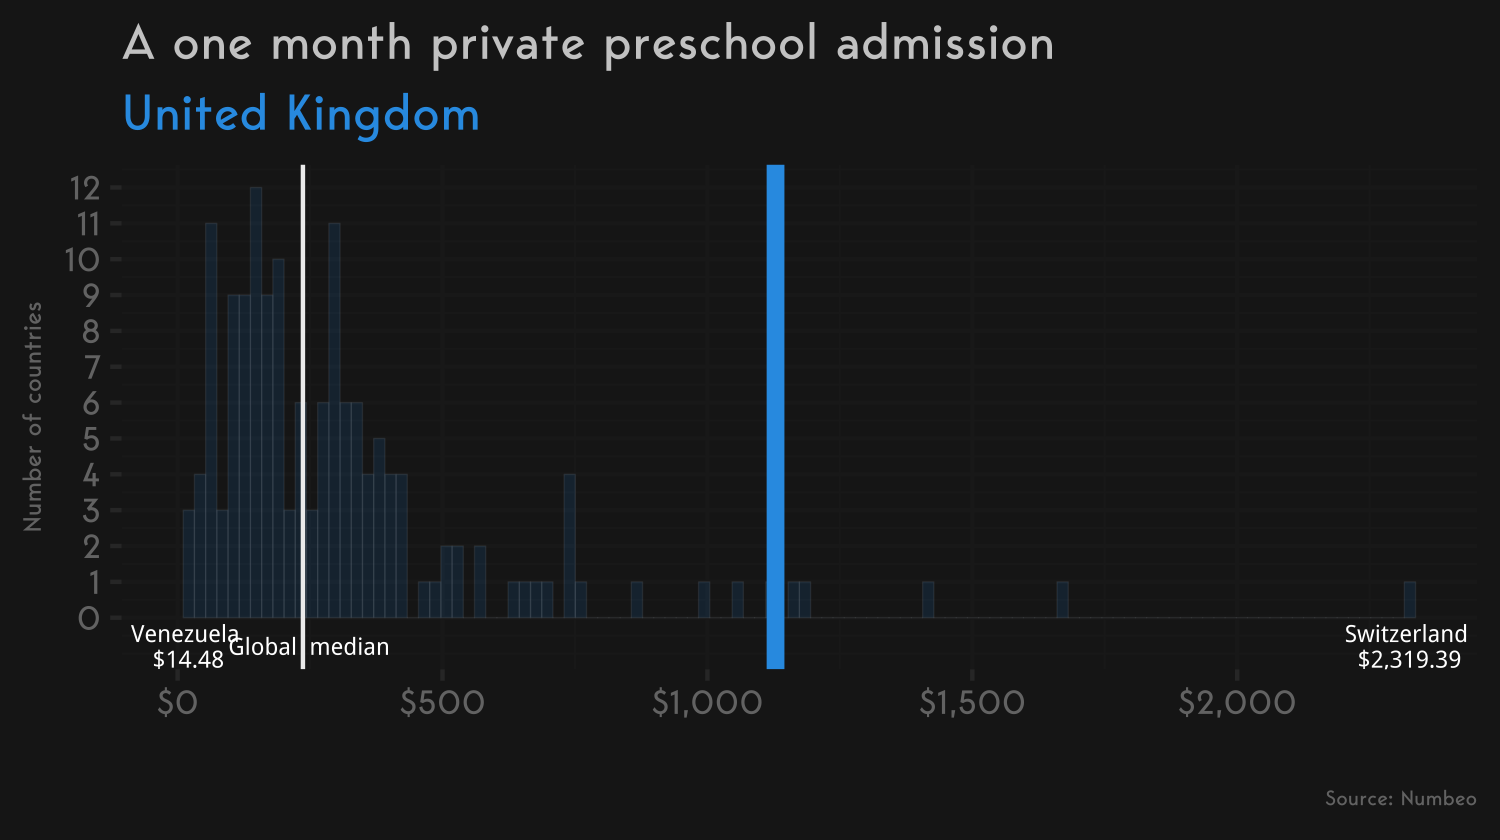 A one month private preschool admission
United Kingdom
Number of countries
12
11
10
9
8
7
6
5
4
3
2
1
0
Venezuela
$14.48
Global median
Switzerland
$2,319.39
$0 $500 $1,000 $1,500 $2,000
Source: Numbeo